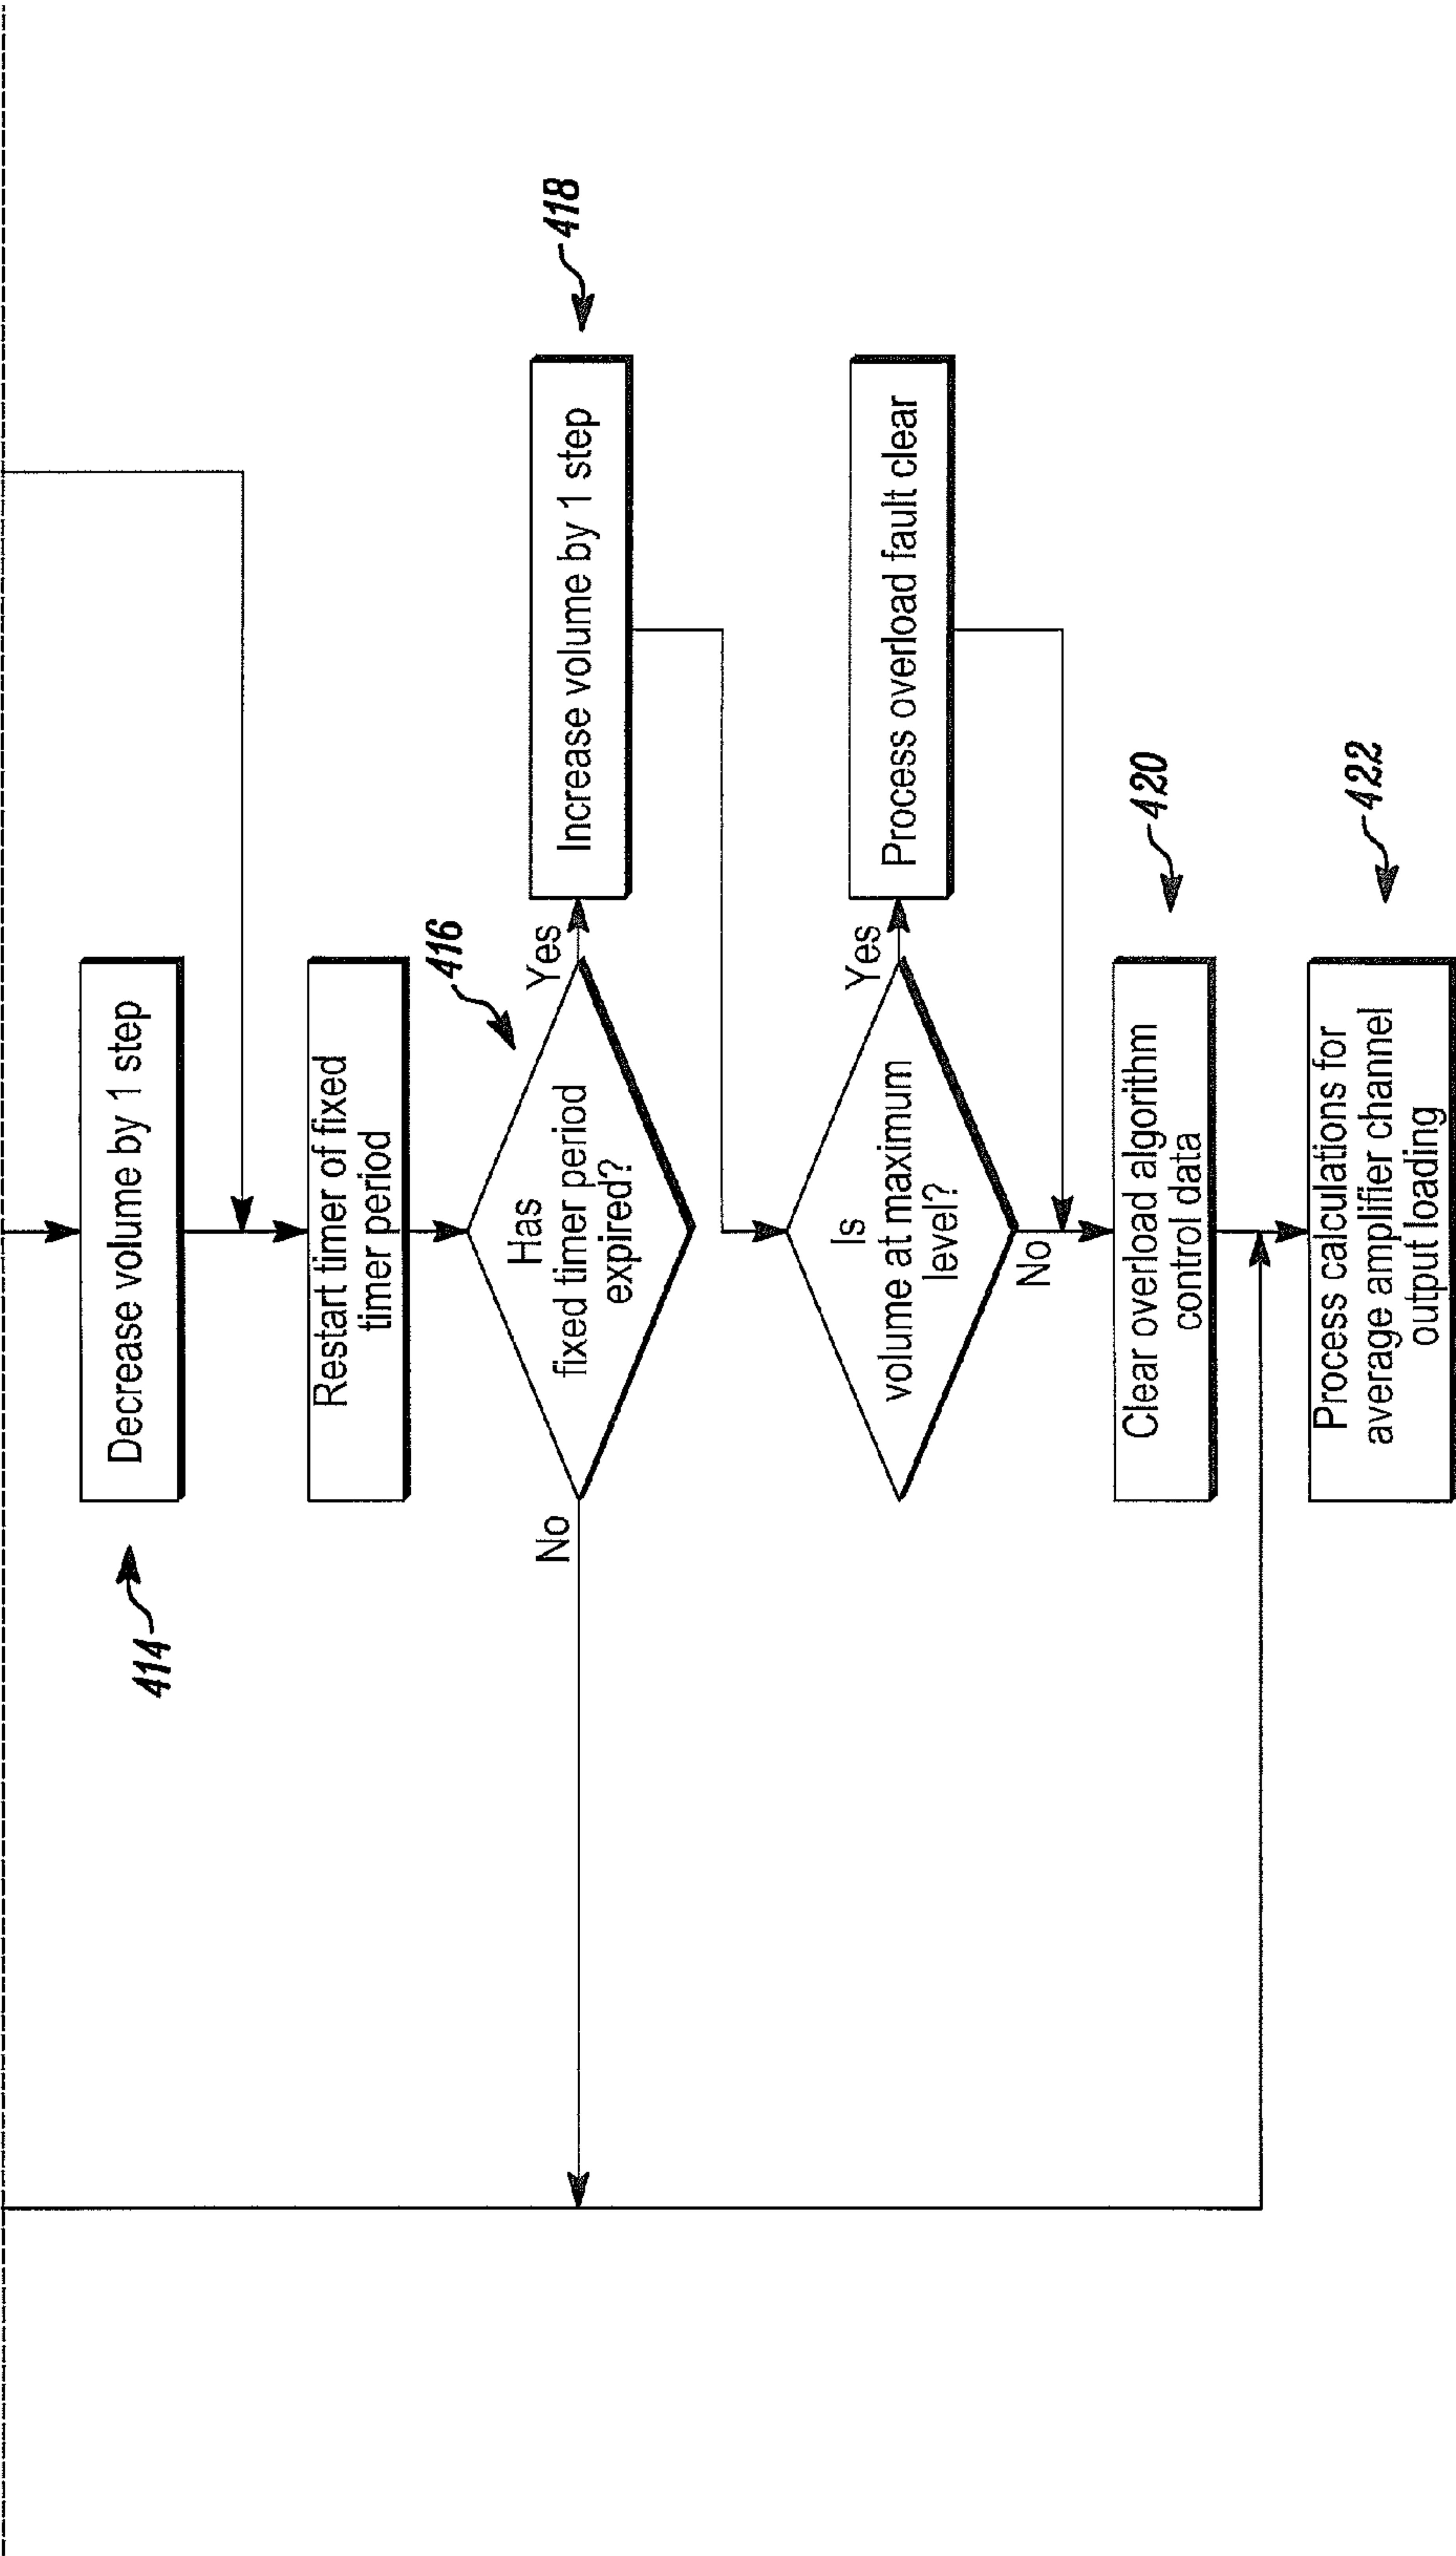 414
Decrease volume by 1 step
Restart timer of fixed
timer period
416
Has
fixed timer period
expired?
No
Yes
Increase volume by 1 step
418
Is
volume at maximum
level?
Yes
No
Process overload fault clear
Clear overload algorithm
control data
420
Process calculations for
average amplifier channel
output loading
422